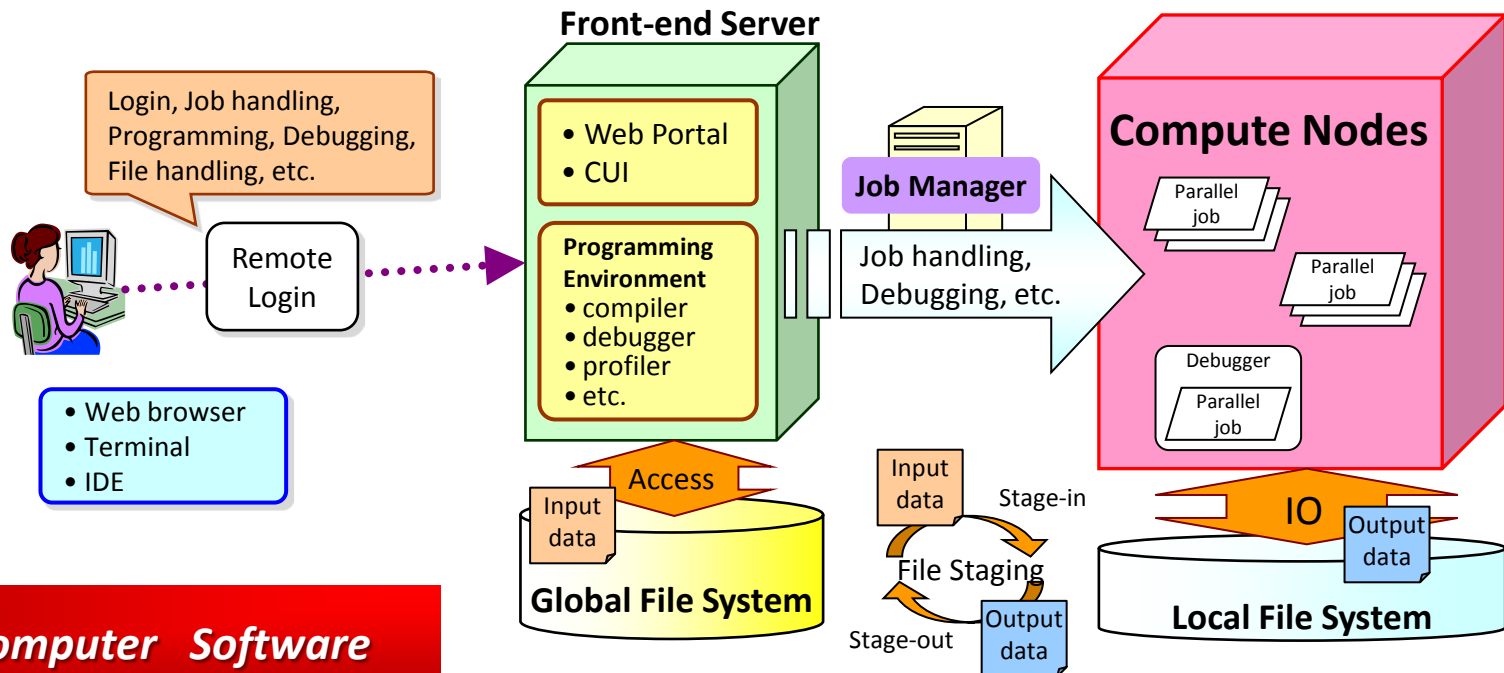 Front-end Server
Login, Job handling,
Programming, Debugging,
File handling, etc.
Remote
Login
• Web browser
• Terminal
• IDE
• Web Portal
• CUI
Programming
Environment
• compiler
• debugger
• profiler
• etc.
Job Manager
Job handling,
Debugging, etc.
Compute Nodes
Parallel
job
Parallel
job
Debugger
Parallel
job
Access
Input
data
Global File System
Input
data
Stage-in
File Staging
Stage-out
Output
data
IO
Output
data
Local File System
omputer Software